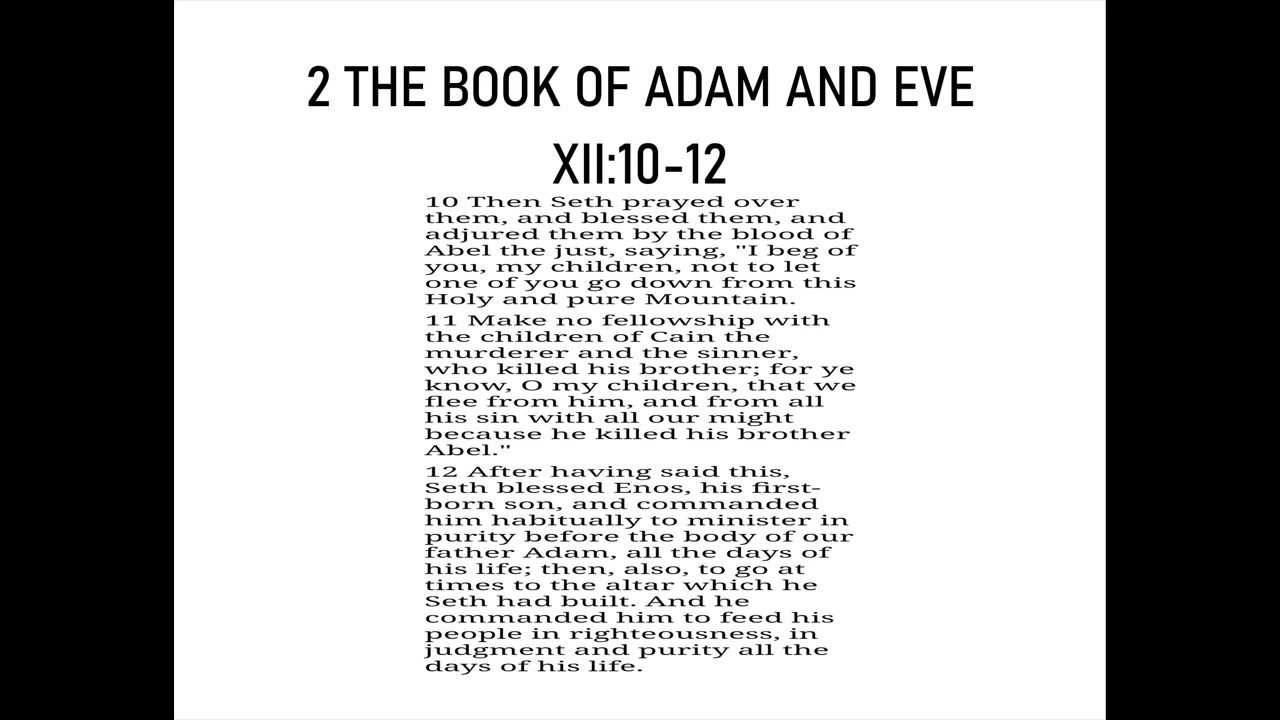 2 THE BOOK OF ADAM AND EVE
XII:10-12
10 Then Seth prayed over
them, and blessed them, and
adjured them by the blood of
Abel the just, saying, "I beg of
you, my children, not to let
one of you go down from this
Holy and pure Mountain.
11 Make no fellowship with
the children of Cain the
murderer and the sinner,
who killed his brother; for ye
know, O my children, that we
flee from him, and from all
his sin with all our might
because he killed his brother
Abel."
12 After having said this,
Seth blessed Enos, his first-
born son, and commanded
him habitually to minister in
purity before the body of our
father Adam, all the days of
his life; then, also, to go at
times to the altar which he
Seth had built. And he
commanded him to feed his
people in righteousness, in
judgment and purity all the
days of his life.